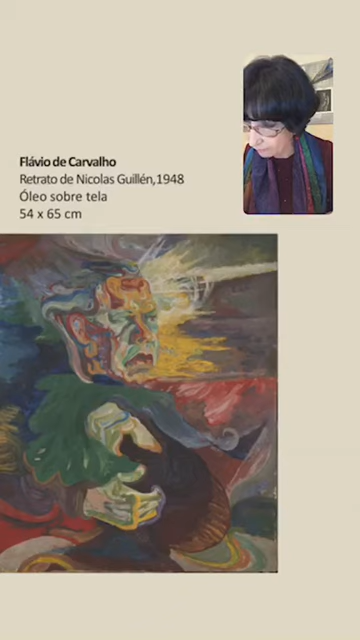 Flávio de Carvalho
Retrato de Nicolas Guillén,1948
Óleo sobre tela
54 x 65 cm